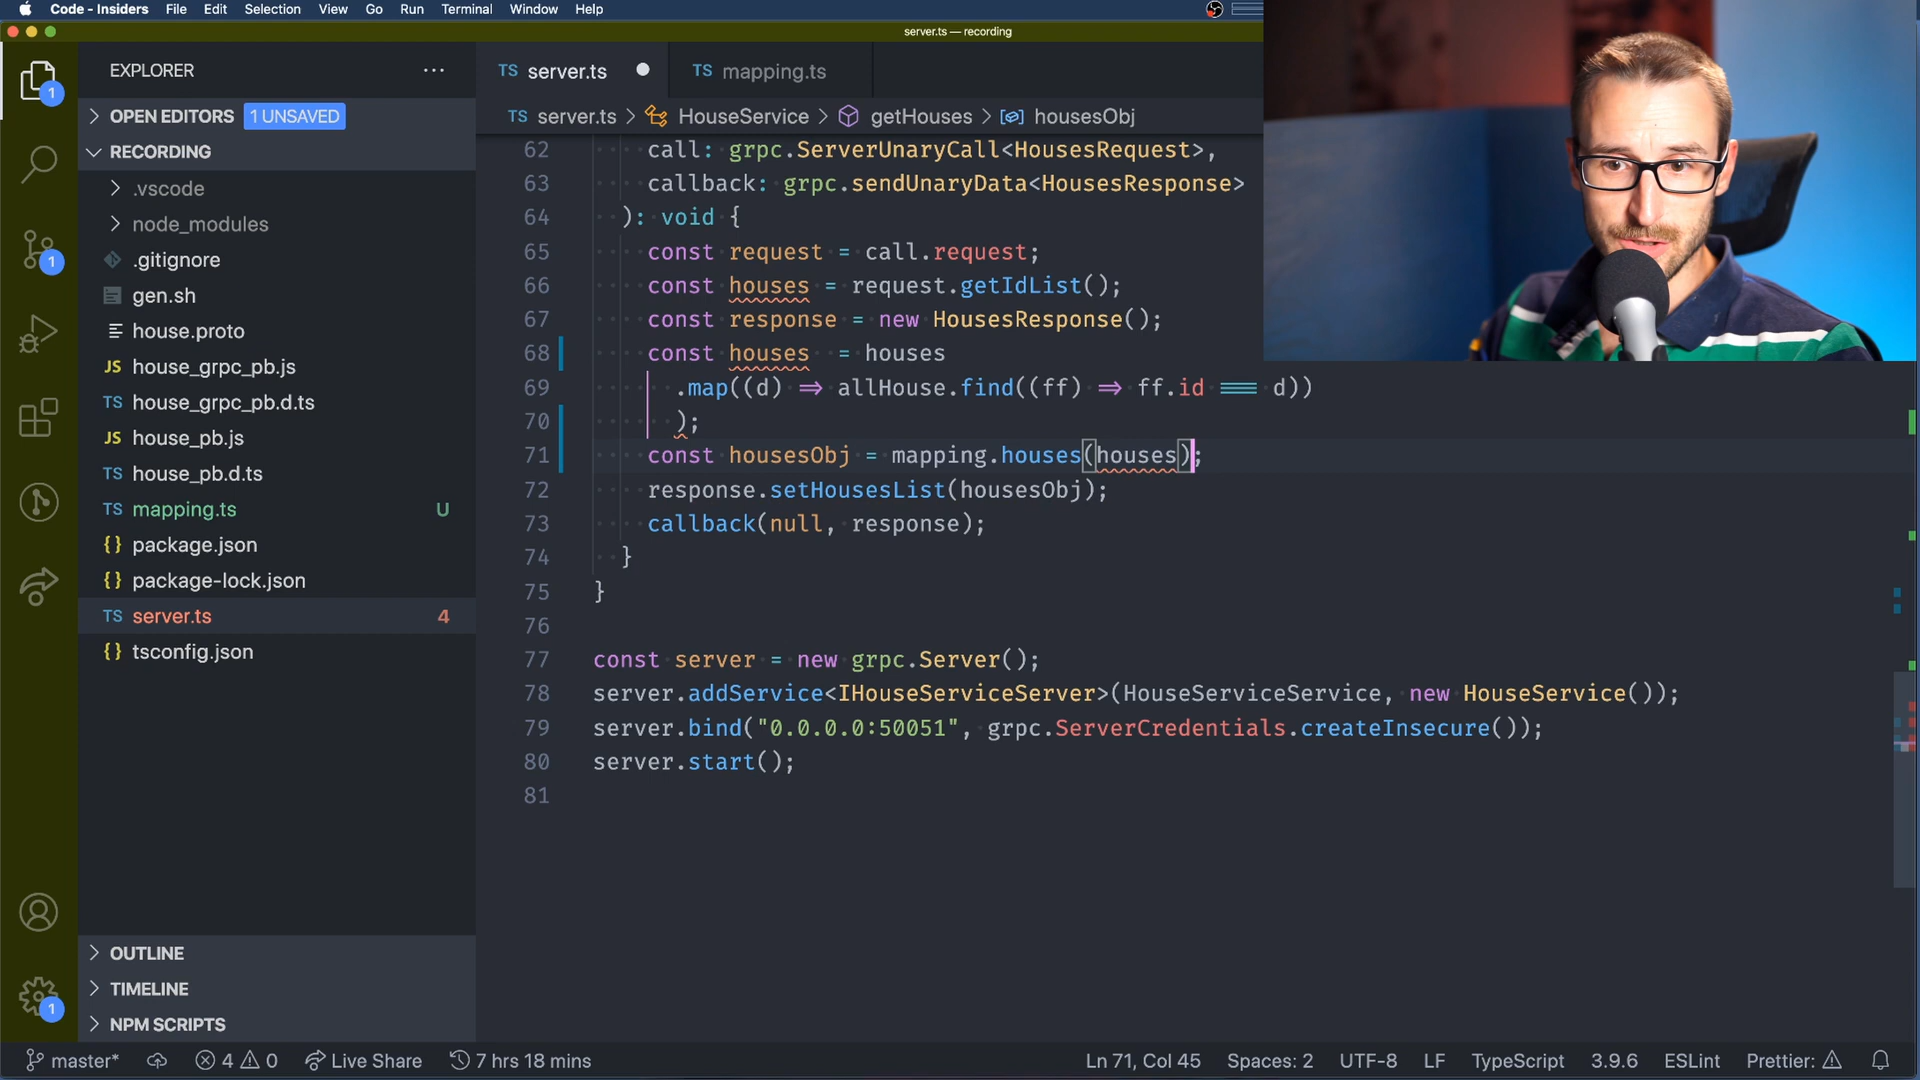 Code - Insiders File Edit Selection View Go Run Terminal Window Help
server.ts — recording
EXPLORER
OPEN EDITORS 1 UNSAVED
RECORDING
.vscode
node_modules
.gitignore
gen.sh
house.proto
JS house_grpc_pb.js
TS house_grpc_pb.d.ts
JS house_pb.js
TS house_pb.d.ts
TS mapping.ts U
{} package.json
{} package-lock.json
TS server.ts 4
{} tsconfig.json
OUTLINE
TIMELINE
NPM SCRIPTS
1
1
1
TS server.ts
TS mapping.ts
TS server.ts > HouseService > getHouses > housesObj
62 call: grpc.ServerUnaryCall<HousesRequest>,
63 callback: grpc.sendUnaryData<HousesResponse>
64 ): void {
65 const request = call.request;
66 const houses = request.getIdList();
67 const response = new HousesResponse();
68 const houses = houses
69 .map((d) => allHouse.find((ff) => ff.id === d))
70 );
71 const housesObj = mapping.houses(houses);
72 response.setHousesList(housesObj);
73 callback(null, response);
74 }
75 }
76
77 const server = new grpc.Server();
78 server.addService<IHouseServiceServer>(HouseServiceService, new HouseService());
79 server.bind("0.0.0.0:50051", grpc.ServerCredentials.createInsecure());
80 server.start();
81
master* 4 0 Live Share 7 hrs 18 mins Ln 71, Col 45 Spaces: 2 UTF-8 LF TypeScript 3.9.6 ESLint Prettier: